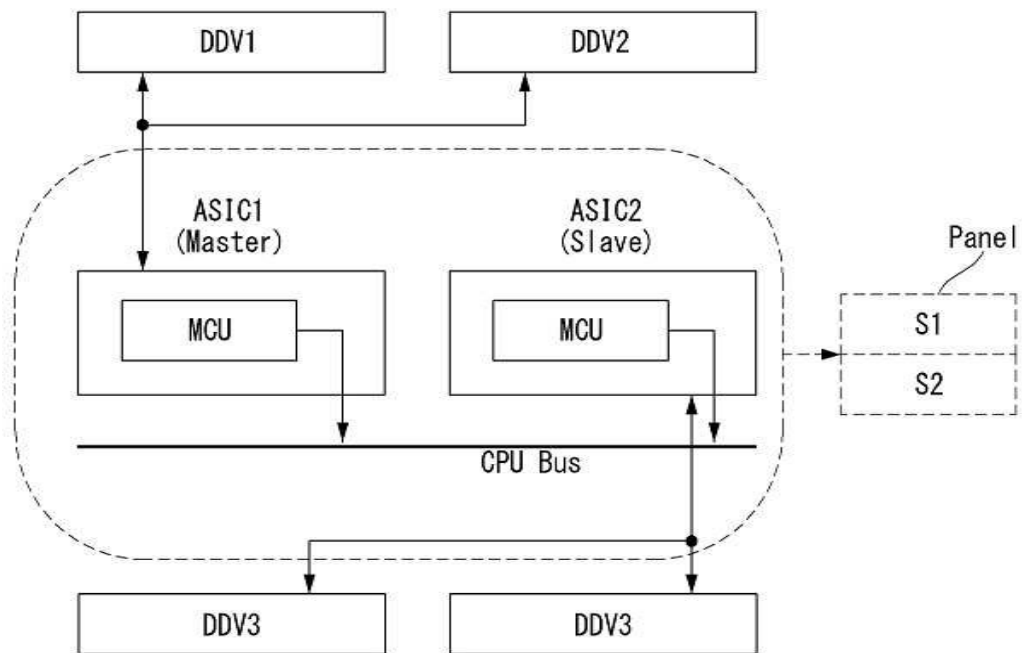 DDV1
DDV2
ASIC1
(Master)
ASIC2
(Slave)
Panel
MCU
MCU
S1
S2
CPU Bus
DDV3
DDV3